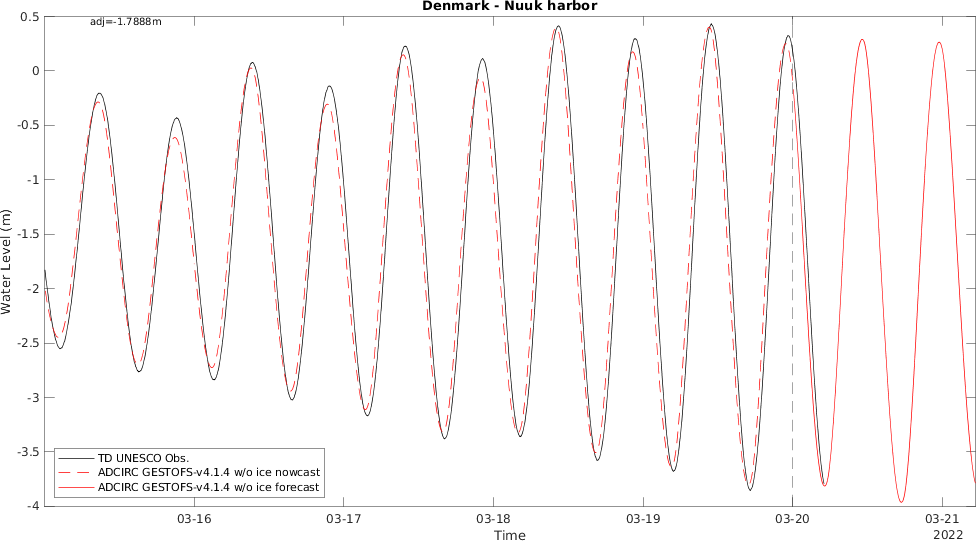 Denmark - Nuuk harbor
adj=-1.7888m
0.5
0
-0.5
-1
-1.5
-2
-2.5
-3
-3.5
-4
Water Level (m)
TD UNESCO Obs.
ADCIRC GESTOFS-v4.1.4 w/o ice nowcast
ADCIRC GESTOFS-v4.1.4 w/o ice forecast
03-16 03-17 03-18 03-19 03-20 03-21
Time
2022